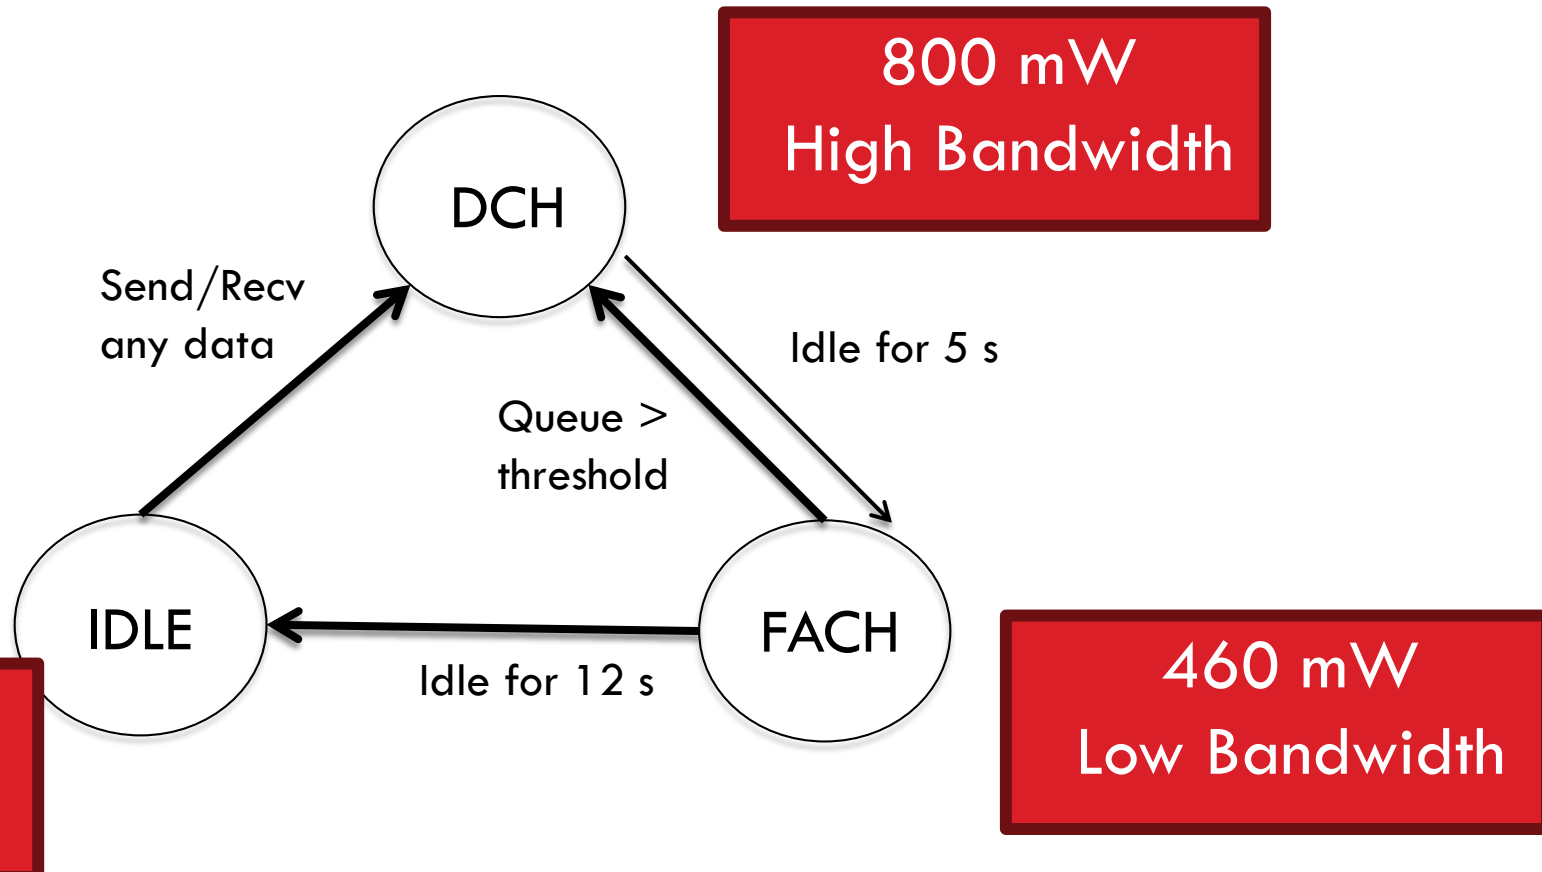 800 mW
High Bandwidth
DCH
Send/Recv
any data
Idle for 5 s
Queue >
threshold
IDLE
FACH
Idle for 12 s
460 mW
Low Bandwidth